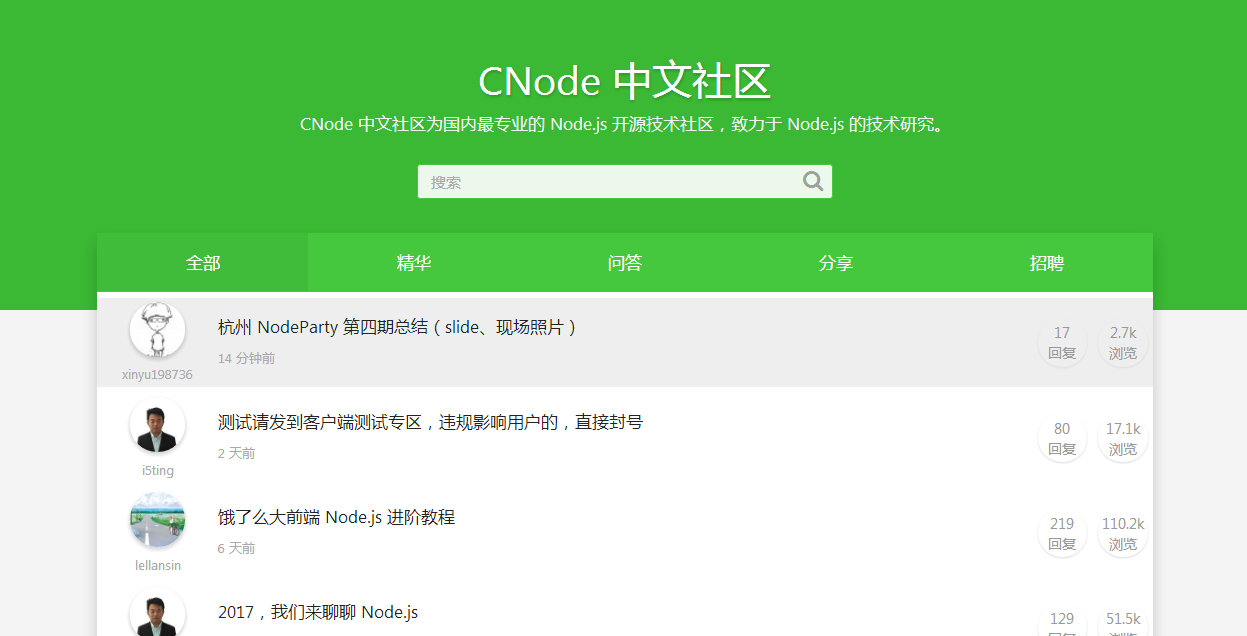 CNode 中文社区
CNode 中文社区为国内最专业的 Node.js 开源技术社区，致力于 Node.js 的技术研究。
搜索
全部 精华 问答 分享 招聘
杭州 NodeParty 第四期总结（slide、现场照片）
14 分钟前
xinyu198736
17 2.7k
回复 浏览
测试请发到客户端测试专区，违规影响用户的，直接封号
2 天前
i5ting
80 17.1k
回复 浏览
饿了么大前端 Node.js 进阶教程
6 天前
lellansin
219 110.2k
回复 浏览
2017，我们来聊聊 Node.js
129 51.5k
回复 浏览